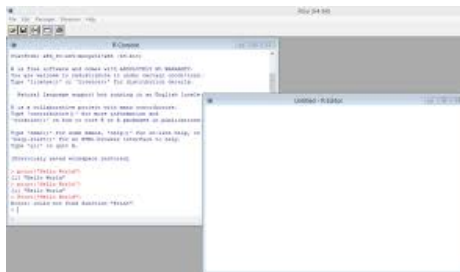 RGui (64-bit)
File Edit Packages Windows Help
R Console
R is free software and comes with ABSOLUTELY NO WARRANTY.
You are welcome to redistribute it under certain conditions.
Type 'license()' or 'licence()' for distribution details.
Natural language support but running in an English locale
R is a collaborative project with many contributors.
Type 'contributors()' for more information and
'citation()' on how to cite R or R packages in publications.
Type 'demo()' for some demos, 'help()' for on-line help, or
'help.start()' for an HTML browser interface to help.
Type 'q()' to quit R.
[Previously saved workspace restored]
> print("Hello World")
[1] "Hello World"
> print("Hello World")
[1] "Hello World"
> Print("Hello World")
Error: could not find function "Print"
>
Untitled - R Editor